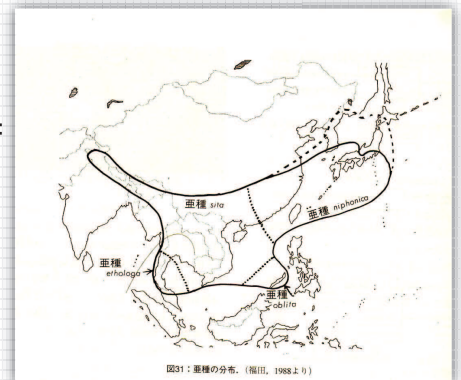 亜種 sita
亜種 niphonica
亜種
ethologa
亜種
oblita
図31：亜種の分布.（福田，1988より）